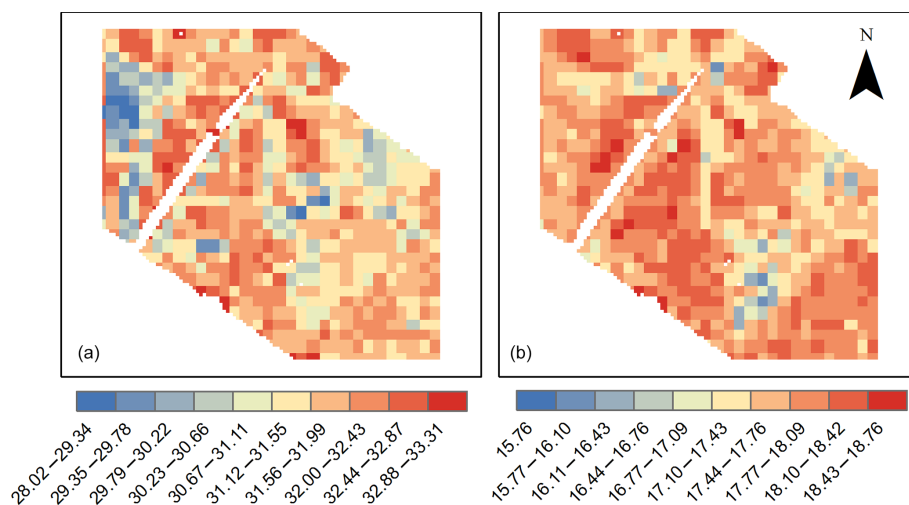 N
(a)
(b)
28.02 – 29.34
29.35 – 29.78
29.79 – 30.22
30.23 – 30.66
30.67 – 31.11
31.12 – 31.55
31.56 – 31.99
32.00 – 32.43
32.44 – 32.87
32.88 – 33.31
15.76
15.77 – 16.10
16.11 – 16.43
16.44 – 16.76
16.77 – 17.09
17.10 – 17.43
17.44 – 17.76
17.77 – 18.09
18.10 – 18.42
18.43 – 18.76